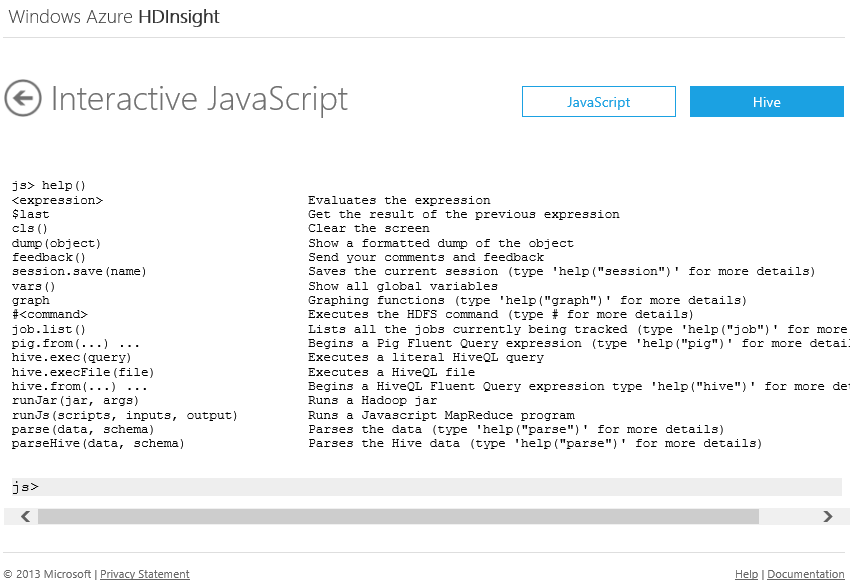 Windows Azure HDInsight
Interactive JavaScript
JavaScript
Hive
js> help()
<expression> Evaluates the expression
$last Get the result of the previous expression
cls() Clear the screen
dump(object) Show a formatted dump of the object
feedback() Send your comments and feedback
session.save(name) Saves the current session (type 'help("session")' for more details)
vars() Show all global variables
graph Graphing functions (type 'help("graph")' for more details)
#<command> Executes the HDFS command (type # for more details)
job.list() Lists all the jobs currently being tracked (type 'help("job")' for more
pig.from(...) ... Begins a Pig Fluent Query expression (type 'help("pig")' for more detai
hive.exec(query) Executes a literal HiveQL query
hive.execFile(file) Executes a HiveQL file
hive.from(...) ... Begins a HiveQL Fluent Query expression type 'help("hive")' for more de
runJar(jar, args) Runs a Hadoop jar
runJs(scripts, inputs, output) Runs a Javascript MapReduce program
parse(data, schema) Parses the data (type 'help("parse")' for more details)
parseHive(data, schema) Parses the Hive data (type 'help("parse")' for more details)
js>
© 2013 Microsoft | Privacy Statement
Help | Documentation